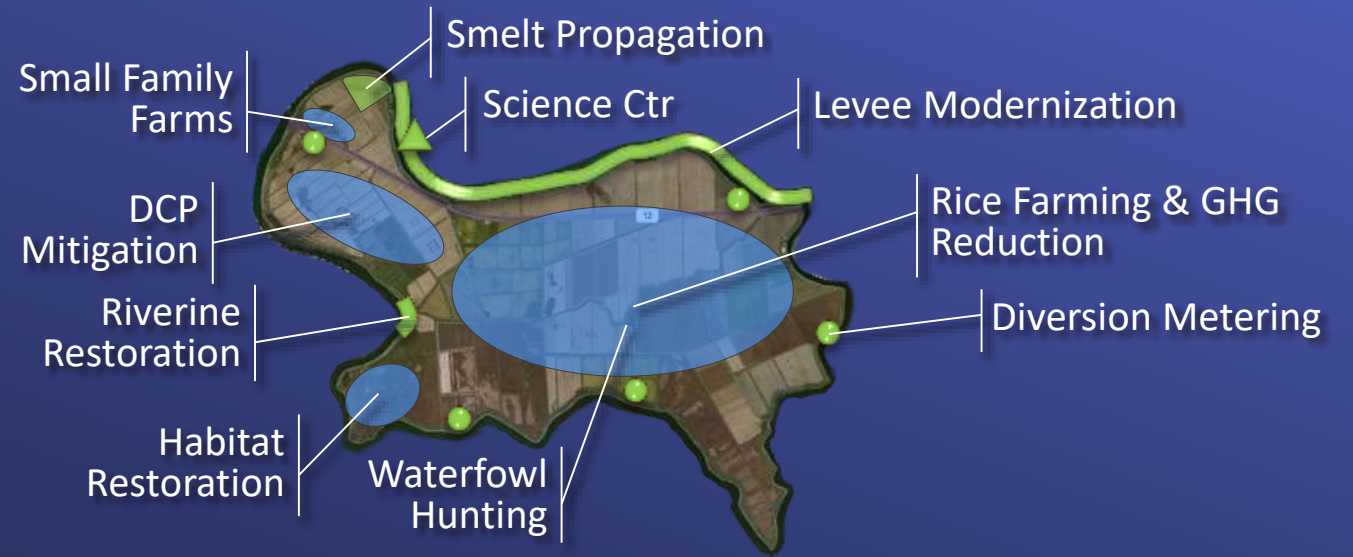 Smelt Propagation
Small Family
Farms
Science Ctr
Levee Modernization
DCP
Mitigation
12
Rice Farming & GHG
Reduction
Riverine
Restoration
Diversion Metering
Habitat
Restoration
Waterfowl
Hunting